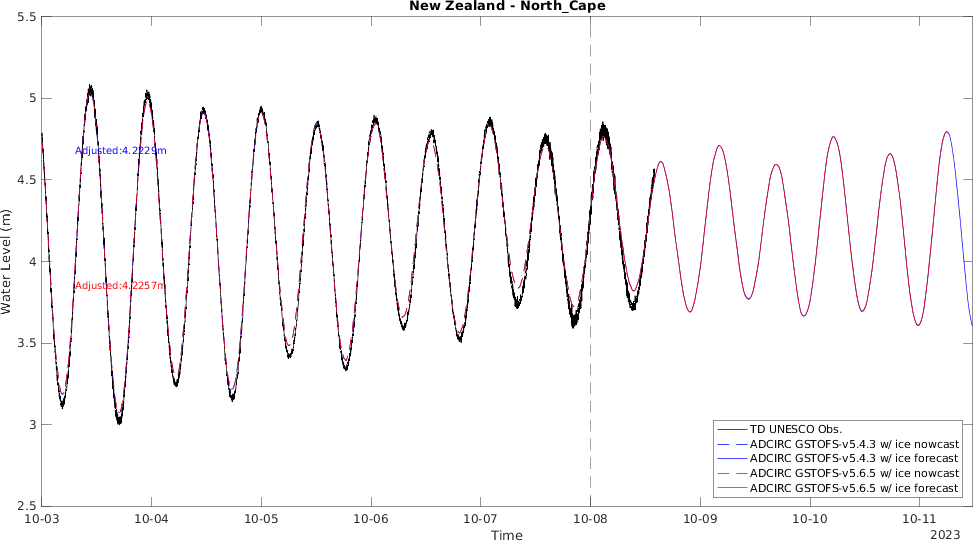 New Zealand - North_Cape
5.5
5
4.5
4
3.5
3
2.5
Water Level (m)
Adjusted:4.2229m
Adjusted:4.2257m
TD UNESCO Obs.
ADCIRC GSTOFS-v5.4.3 w/ ice nowcast
ADCIRC GSTOFS-v5.4.3 w/ ice forecast
ADCIRC GSTOFS-v5.6.5 w/ ice nowcast
ADCIRC GSTOFS-v5.6.5 w/ ice forecast
10-03 10-04 10-05 10-06 10-07 10-08 10-09 10-10 10-11
Time
2023